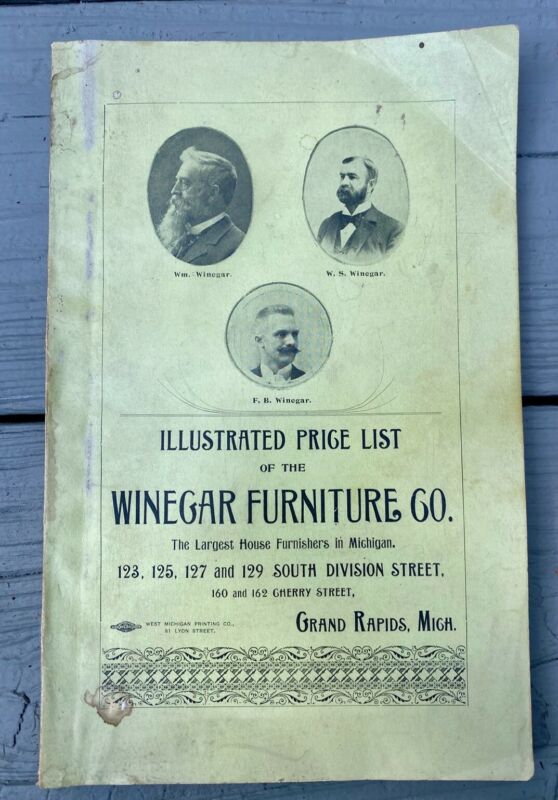 Wm. Winegar.
W. S. Winegar.
F. B. Winegar.
ILLUSTRATED PRICE LIST
OF THE
WINEGAR FURNITURE CO.
The Largest House Furnishers in Michigan.
123, 125, 127 and 129 SOUTH DIVISION STREET,
160 and 162 CHERRY STREET,
WEST MICHIGAN PRINTING CO.,
81 LYON STREET.
GRAND RAPIDS, MICH.